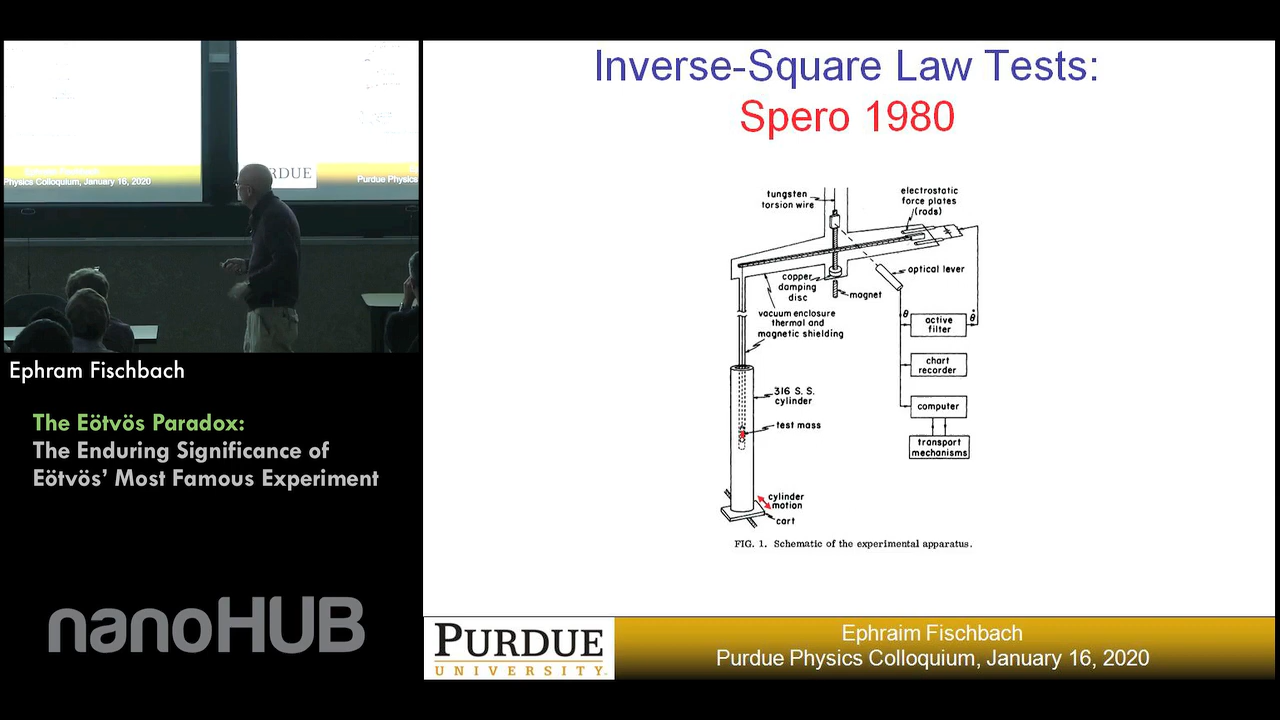 Inverse-Square Law Tests:
Spero 1980
tungsten
torsion wire
electrostatic
force plates
(rods)
copper
damping
disc
magnet
optical lever
vacuum enclosure
thermal and
magnetic shielding
θ
θ̇
active
filter
chart
recorder
computer
transport
mechanisms
316 S. S.
cylinder
test mass
cylinder
motion
cart
FIG. 1. Schematic of the experimental apparatus.
PURDUE
UNIVERSITY
Ephraim Fischbach
Purdue Physics Colloquium, January 16, 2020
Physics Colloquium, January 16, 2020
RDUE
Purdue Physics
Ephram Fischbach
The Eötvös Paradox:
The Enduring Significance of
Eötvös’ Most Famous Experiment
nanoHUB